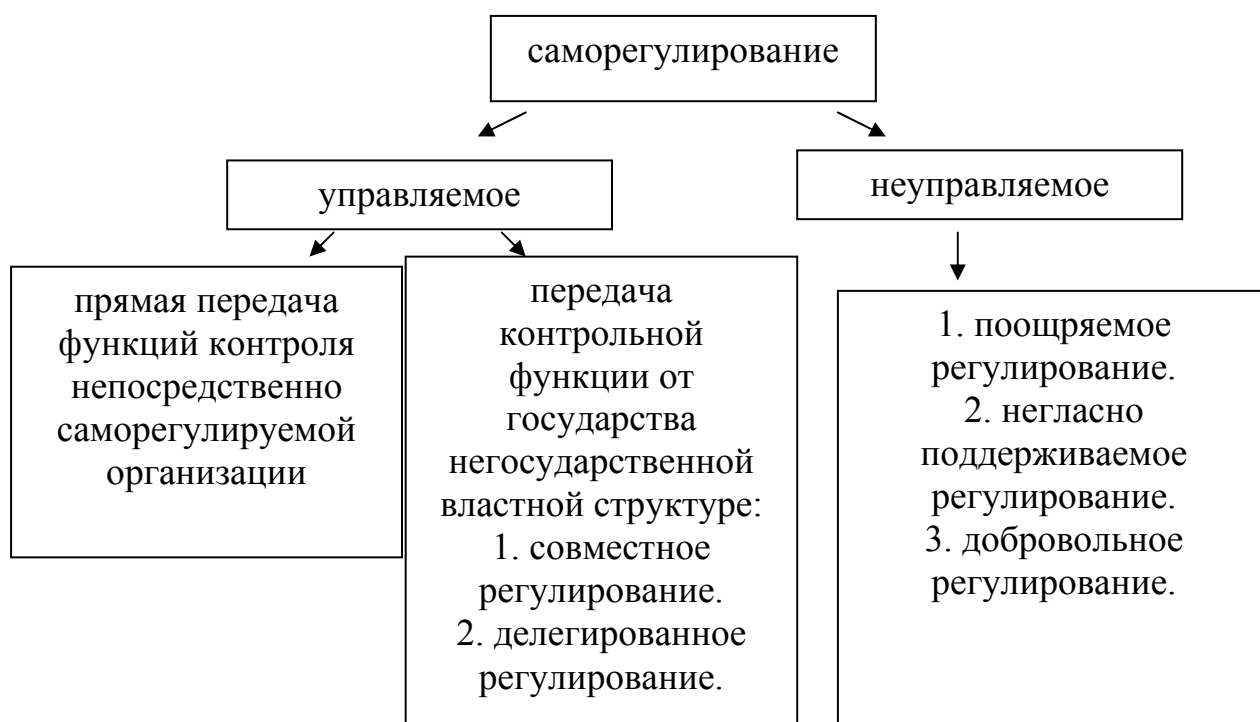 саморегулирование
управляемое
неуправляемое
прямая передача
функций контроля
непосредственно
саморегулируемой
организации
передача
контрольной
функции от
государства
негосударственной
властной структуре:
1. совместное
регулирование.
2. делегированное
регулирование.
1. поощряемое
регулирование.
2. негласно
поддерживаемое
регулирование.
3. добровольное
регулирование.